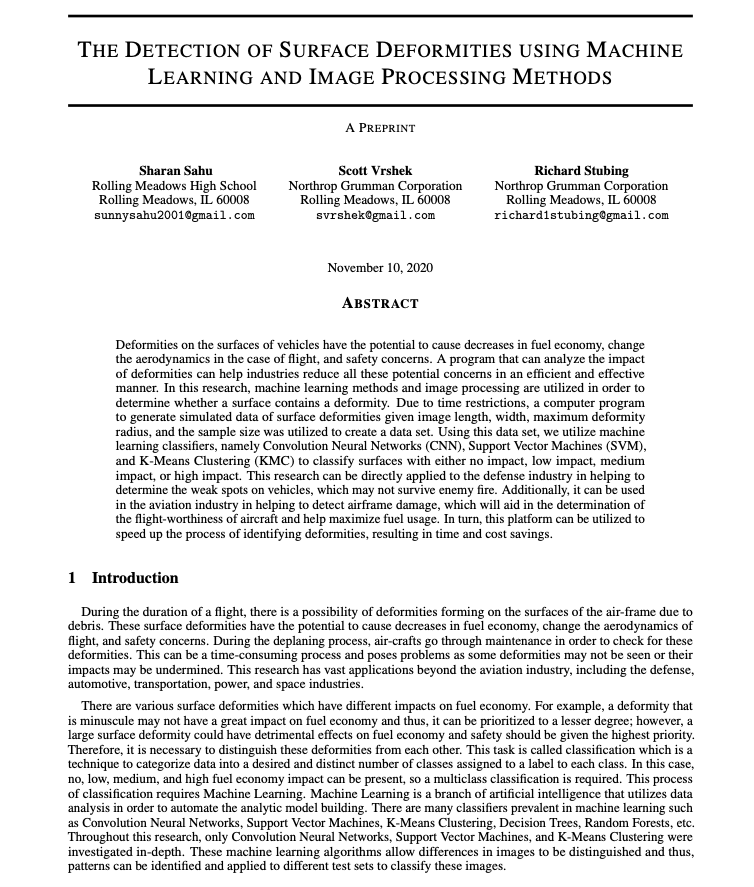 THE DETECTION OF SURFACE DEFORMITIES USING MACHINE
LEARNING AND IMAGE PROCESSING METHODS
A PREPRINT
Sharan Sahu
Rolling Meadows High School
Rolling Meadows, IL 60008
sunnysahu2001@gmail.com
Scott Vrshek
Northrop Grumman Corporation
Rolling Meadows, IL 60008
svrshek@gmail.com
Richard Stubing
Northrop Grumman Corporation
Rolling Meadows, IL 60008
richard1stubing@gmail.com
November 10, 2020
ABSTRACT
Deformities on the surfaces of vehicles have the potential to cause decreases in fuel economy, change
the aerodynamics in the case of flight, and safety concerns. A program that can analyze the impact
of deformities can help industries reduce all these potential concerns in an efficient and effective
manner. In this research, machine learning methods and image processing are utilized in order to
determine whether a surface contains a deformity. Due to time restrictions, a computer program
to generate simulated data of surface deformities given image length, width, maximum deformity
radius, and the sample size was utilized to create a data set. Using this data set, we utilize machine
learning classifiers, namely Convolution Neural Networks (CNN), Support Vector Machines (SVM),
and K-Means Clustering (KMC) to classify surfaces with either no impact, low impact, medium
impact, or high impact. This research can be directly applied to the defense industry in helping to
determine the weak spots on vehicles, which may not survive enemy fire. Additionally, it can be used
in the aviation industry in helping to detect airframe damage, which will aid in the determination of
the flight-worthiness of aircraft and help maximize fuel usage. In turn, this platform can be utilized to
speed up the process of identifying deformities, resulting in time and cost savings.
1 Introduction
During the duration of a flight, there is a possibility of deformities forming on the surfaces of the air-frame due to
debris. These surface deformities have the potential to cause decreases in fuel economy, change the aerodynamics of
flight, and safety concerns. During the deplaning process, air-crafts go through maintenance in order to check for these
deformities. This can be a time-consuming process and poses problems as some deformities may not be seen or their
impacts may be undermined. This research has vast applications beyond the aviation industry, including the defense,
automotive, transportation, power, and space industries.
There are various surface deformities which have different impacts on fuel economy. For example, a deformity that
is minuscule may not have a great impact on fuel economy and thus, it can be prioritized to a lesser degree; however, a
large surface deformity could have detrimental effects on fuel economy and safety should be given the highest priority.
Therefore, it is necessary to distinguish these deformities from each other. This task is called classification which is a
technique to categorize data into a desired and distinct number of classes assigned to a label to each class. In this case,
no, low, medium, and high fuel economy impact can be present, so a multiclass classification is required. This process
of classification requires Machine Learning. Machine Learning is a branch of artificial intelligence that utilizes data
analysis in order to automate the analytic model building. There are many classifiers prevalent in machine learning such
as Convolution Neural Networks, Support Vector Machines, K-Means Clustering, Decision Trees, Random Forests, etc.
Throughout this research, only Convolution Neural Networks, Support Vector Machines, and K-Means Clustering were
investigated in-depth. These machine learning algorithms allow differences in images to be distinguished and thus,
patterns can be identified and applied to different test sets to classify these images.